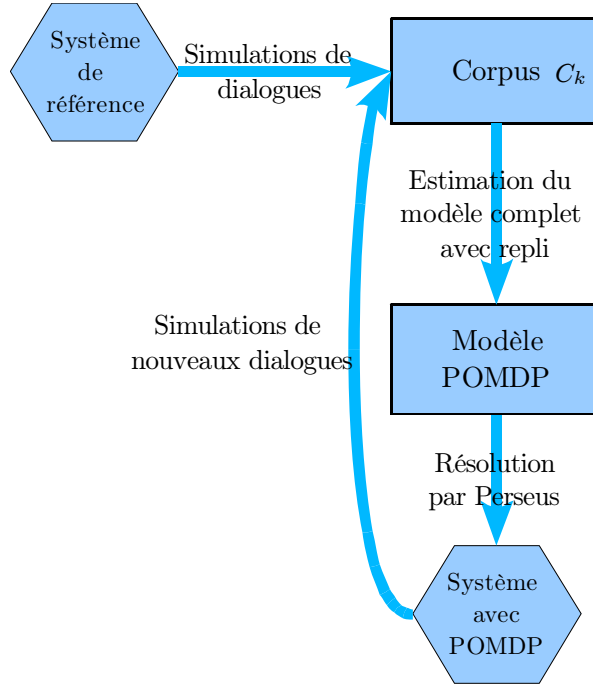 Système
de
référence
Simulations de
dialogues
Corpus C_k
Estimation du
modèle complet
avec repli
Simulations de
nouveaux dialogues
Modèle
POMDP
Résolution
par Perseus
Système
avec
POMDP